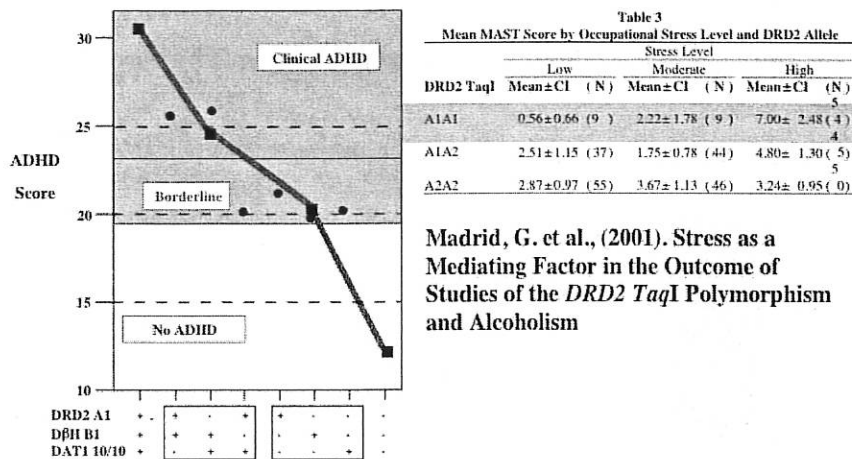 30
Clinical ADHD
25
ADHD
Score
Borderline
20
15
No ADHD
10
DRD2 A1 + + - + + - - -
DβH B1 + + + - - + - -
DAT1 10/10 + - + + - - + -
Table 3
Mean MAST Score by Occupational Stress Level and DRD2 Allele
Stress Level
Low Moderate High
DRD2 TaqI Mean±CI (N) Mean±CI (N) Mean±CI (N)
5
A1A1 0.56±0.66 (9 ) 2.22±1.78 ( 9 ) 7.00± 2.48 ( 4 )
4
A1A2 2.51±1.15 (37) 1.75±0.78 (44) 4.80± 1.30 ( 5)
5
A2A2 2.87±0.97 (55) 3.67±1.13 (46) 3.24± 0.95 ( 0)
Madrid, G. et al., (2001). Stress as a
Mediating Factor in the Outcome of
Studies of the DRD2 TaqI Polymorphism
and Alcoholism